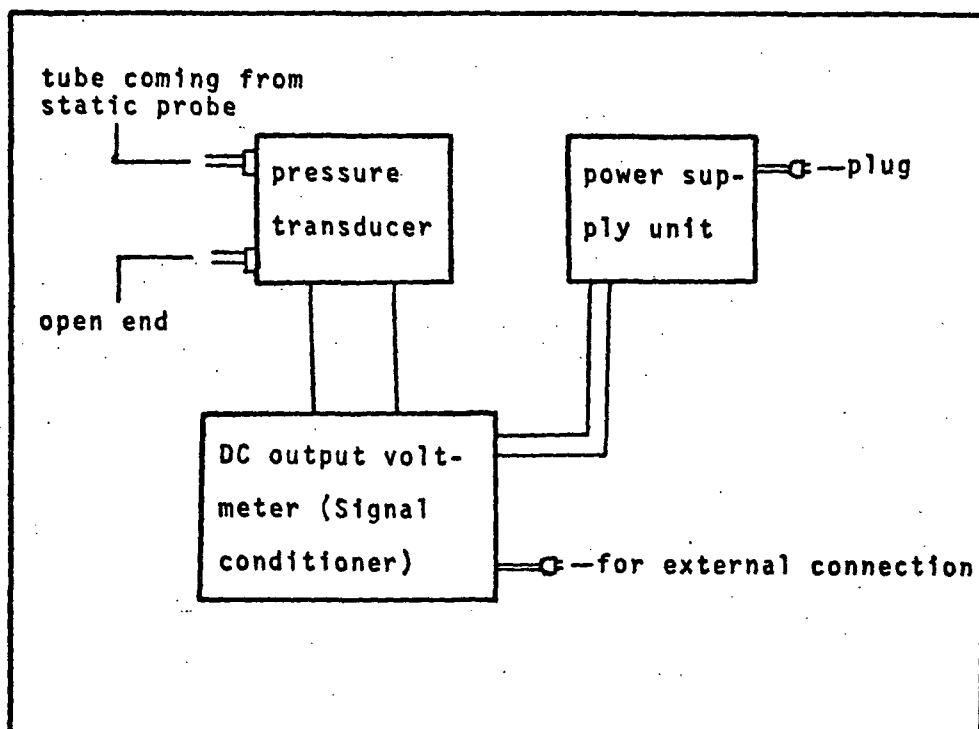 tube coming from
static probe
pressure
transducer
open end
power sup-
ply unit
plug
DC output volt-
meter (Signal
conditioner)
for external connection